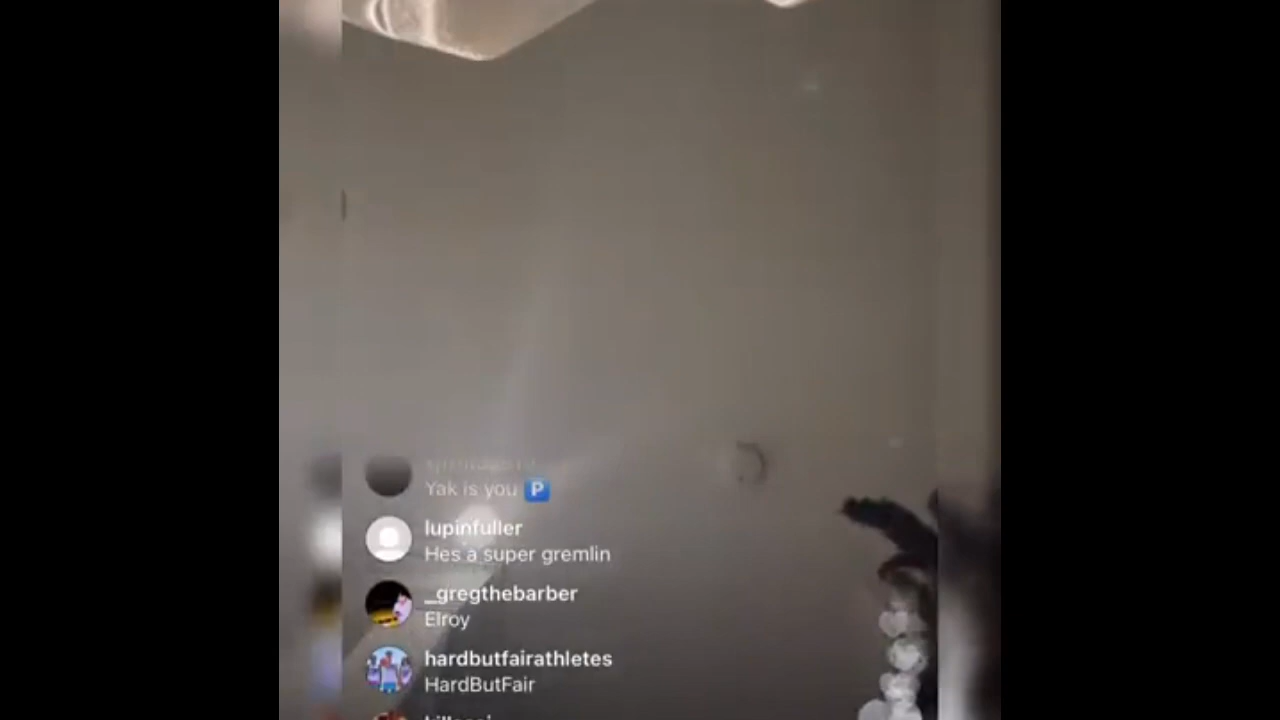 Yak is you 🅿️
lupinfuller
Hes a super gremlin
_gregthebarber
Elroy
hardbutfairathletes
HardButFair